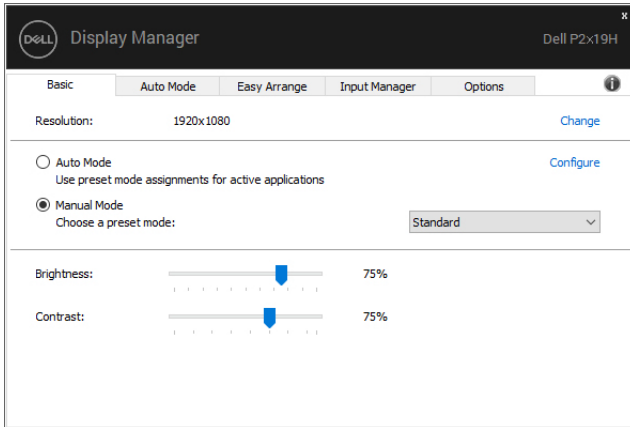 x
DELL Display Manager Dell P2x19H
Basic Auto Mode Easy Arrange Input Manager Options i
Resolution: 1920x1080 Change
Auto Mode Configure
Use preset mode assignments for active applications
Manual Mode
Choose a preset mode: Standard
Brightness: 75%
Contrast: 75%